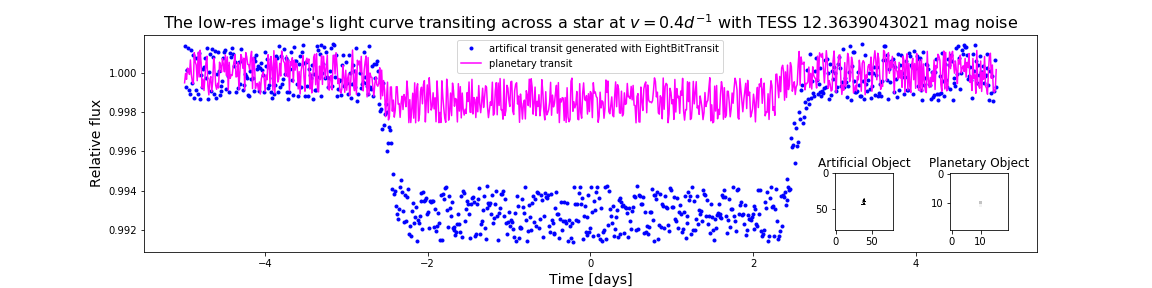 The low-res image's light curve transiting across a star at v = 0.4d⁻¹ with TESS 12.3639043021 mag noise
artifical transit generated with EightBitTransit
planetary transit
Relative flux
1.000
0.998
0.996
0.994
0.992
Artificial Object
0
50
0 50
Planetary Object
0
10
0 10
−4 −2 0 2 4
Time [days]